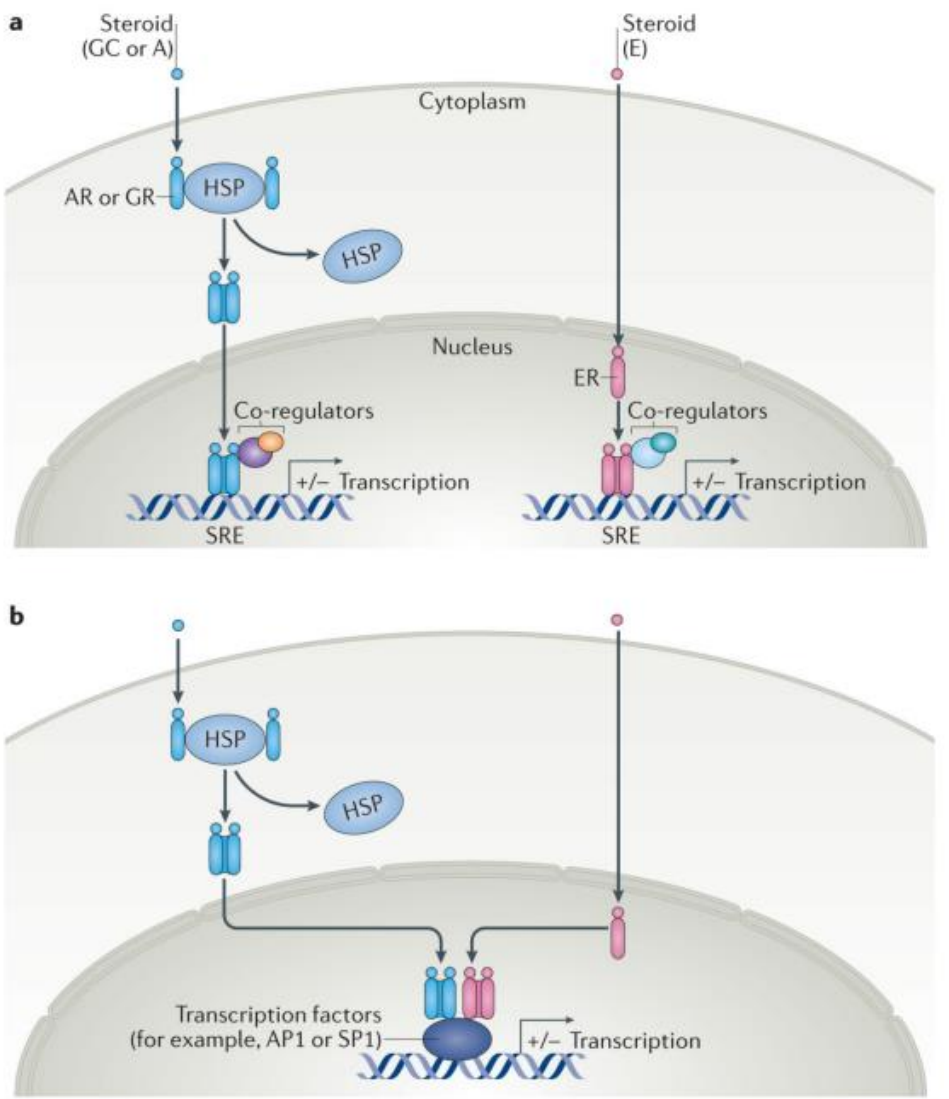 a
Steroid
(GC or A)
Steroid
(E)
Cytoplasm
AR or GR
HSP
HSP
Nucleus
ER
Co-regulators
Co-regulators
+/− Transcription
+/− Transcription
SRE
SRE
b
HSP
HSP
Transcription factors
(for example, AP1 or SP1)
+/− Transcription